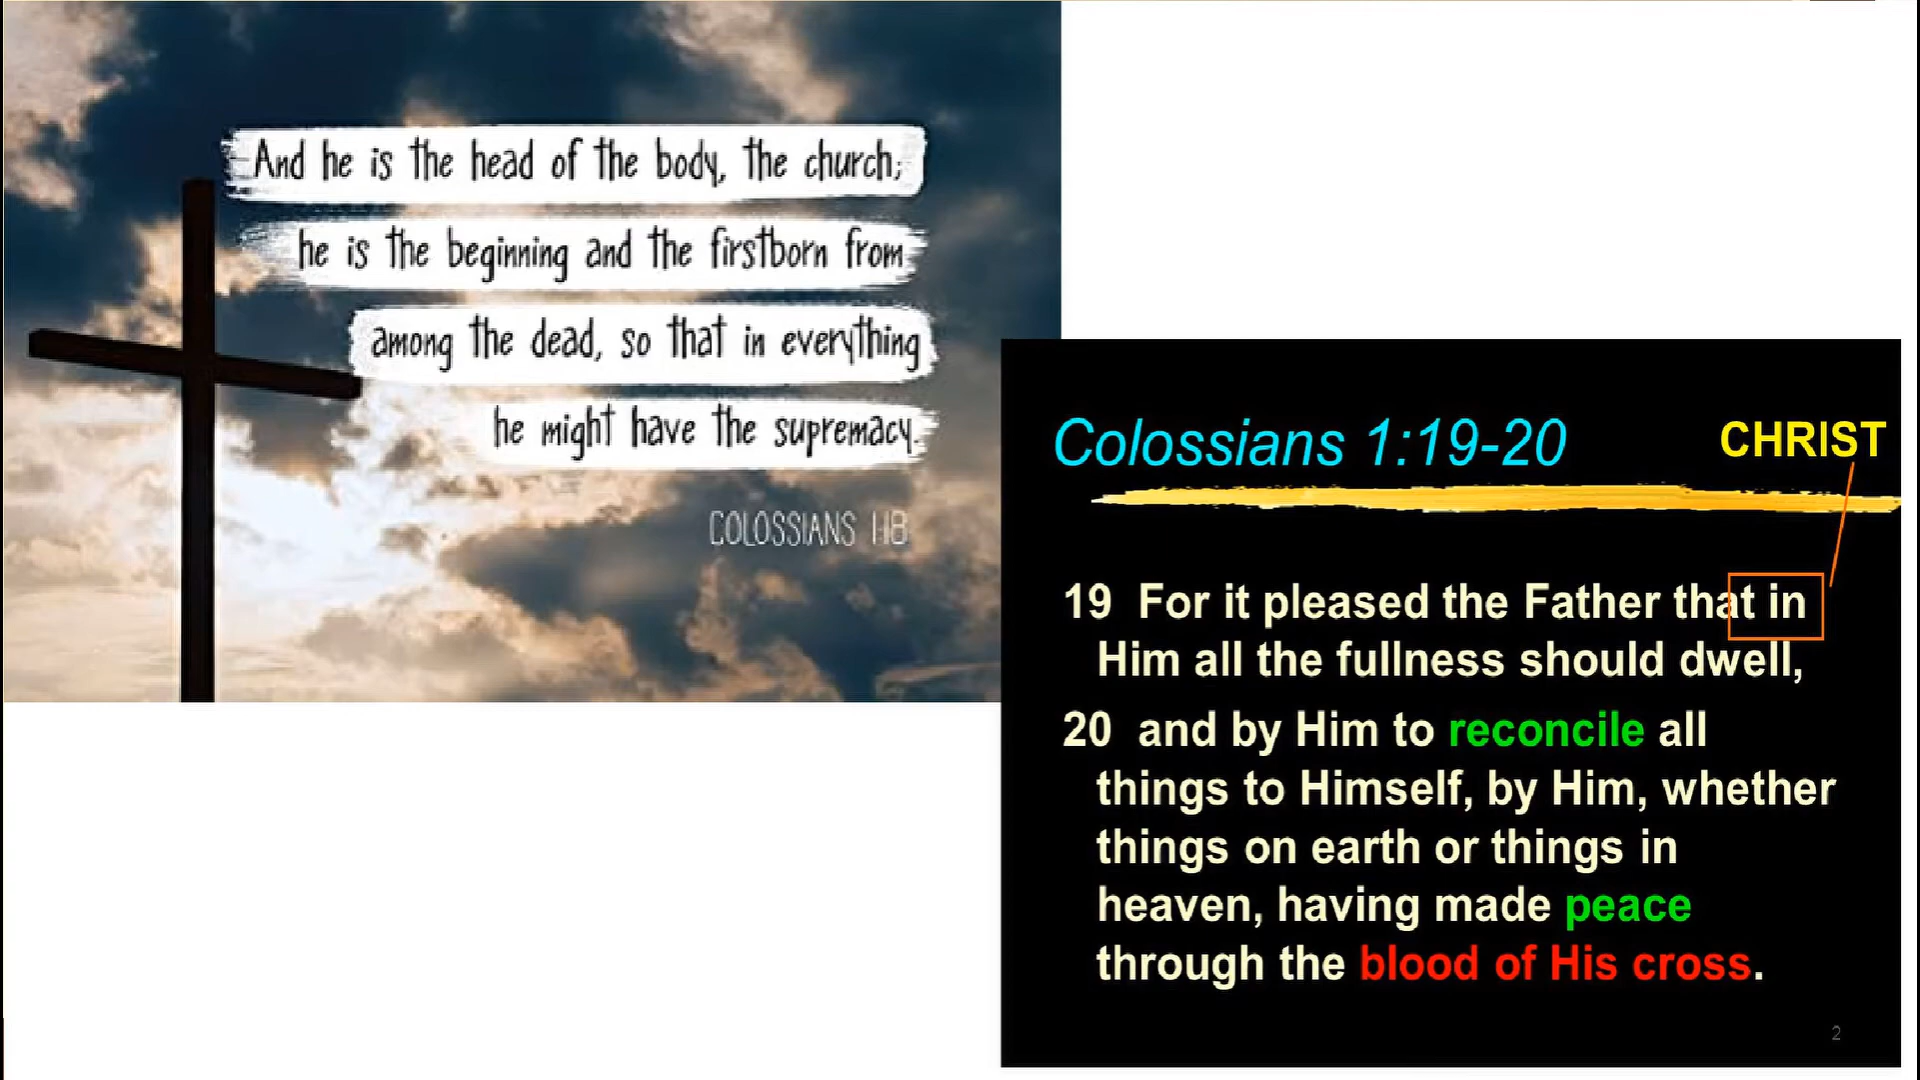 And he is the head of the body, the church;
he is the beginning and the firstborn from
among the dead, so that in everything
he might have the supremacy.
COLOSSIANS 1:18
Colossians 1:19-20
CHRIST
19 For it pleased the Father that in
Him all the fullness should dwell,
20 and by Him to reconcile all
things to Himself, by Him, whether
things on earth or things in
heaven, having made peace
through the blood of His cross.
2